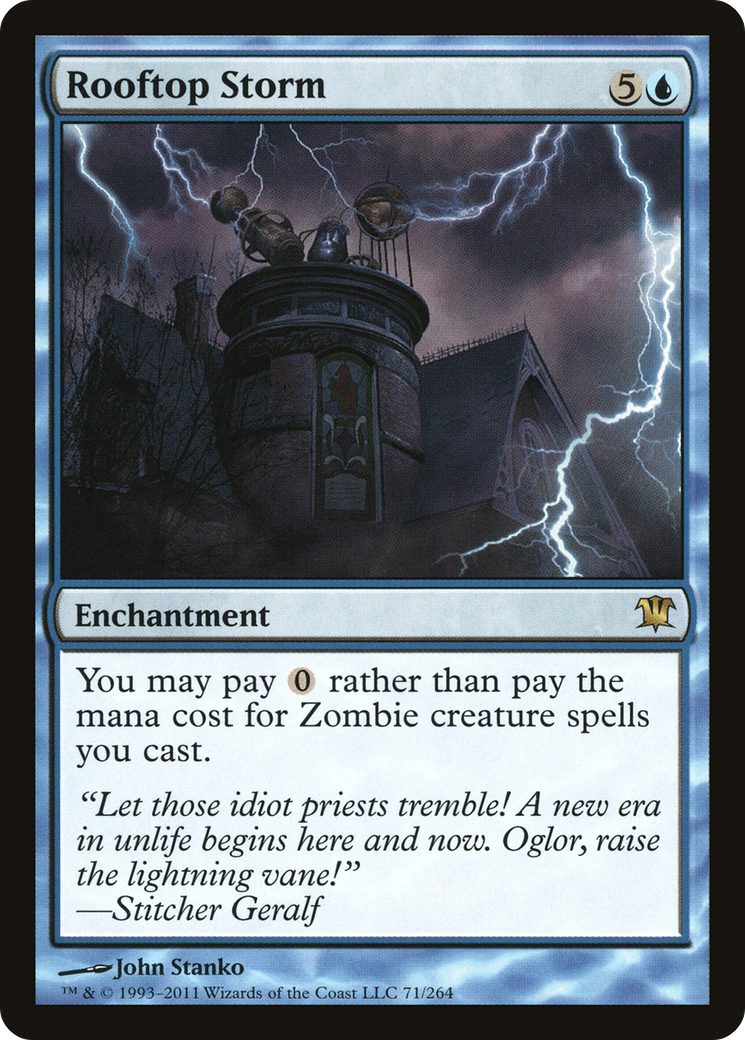 Rooftop Storm 5
Enchantment
You may pay 0 rather than pay the
mana cost for Zombie creature spells
you cast.
“Let those idiot priests tremble! A new era
in unlife begins here and now. Oglor, raise
the lightning vane!”
—Stitcher Geralf
John Stanko
™ & © 1993–2011 Wizards of the Coast LLC 71/264